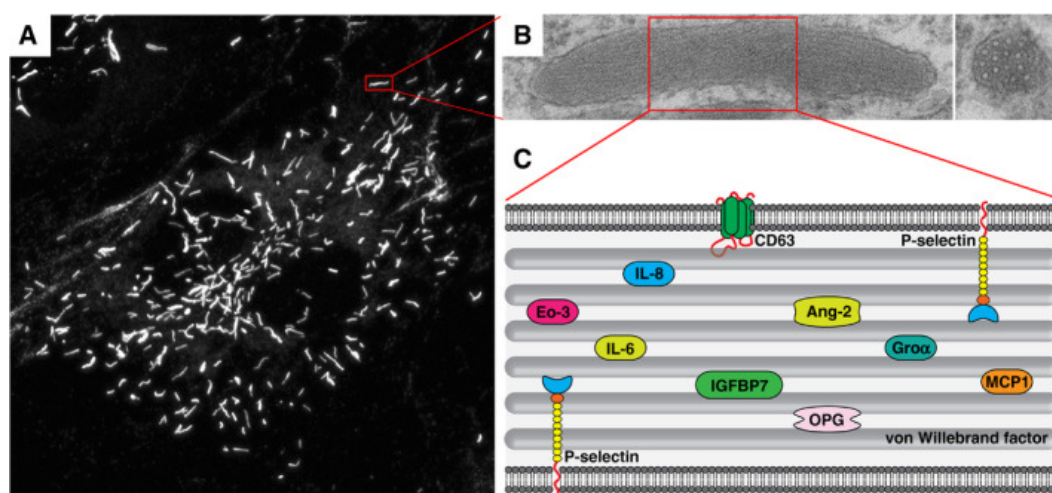 A
B
C
CD63
P-selectin
IL-8
Eo-3
Ang-2
IL-6
Groα
IGFBP7
MCP1
OPG
von Willebrand factor
P-selectin